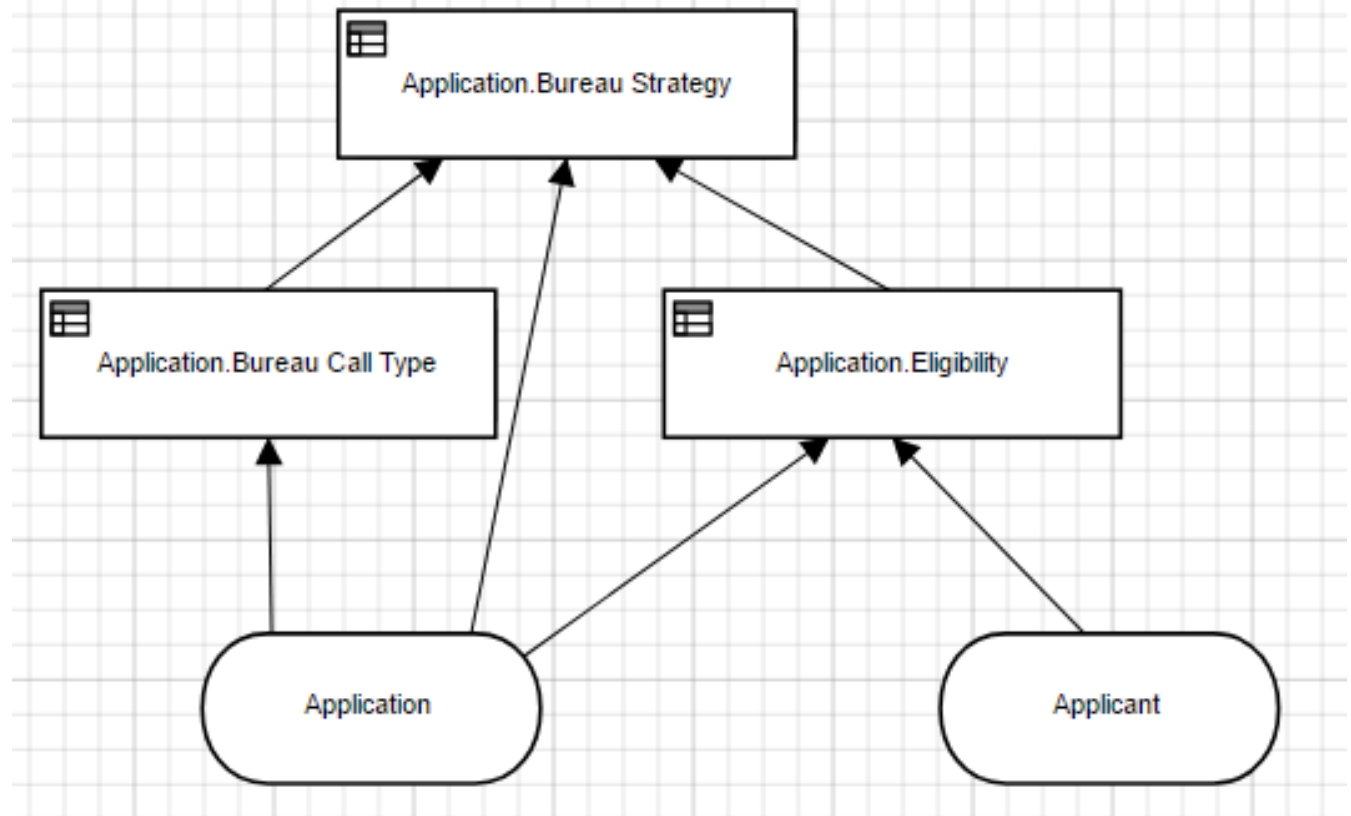 Application.Bureau Strategy
Application.Bureau Call Type
Application.Eligibility
Application
Applicant